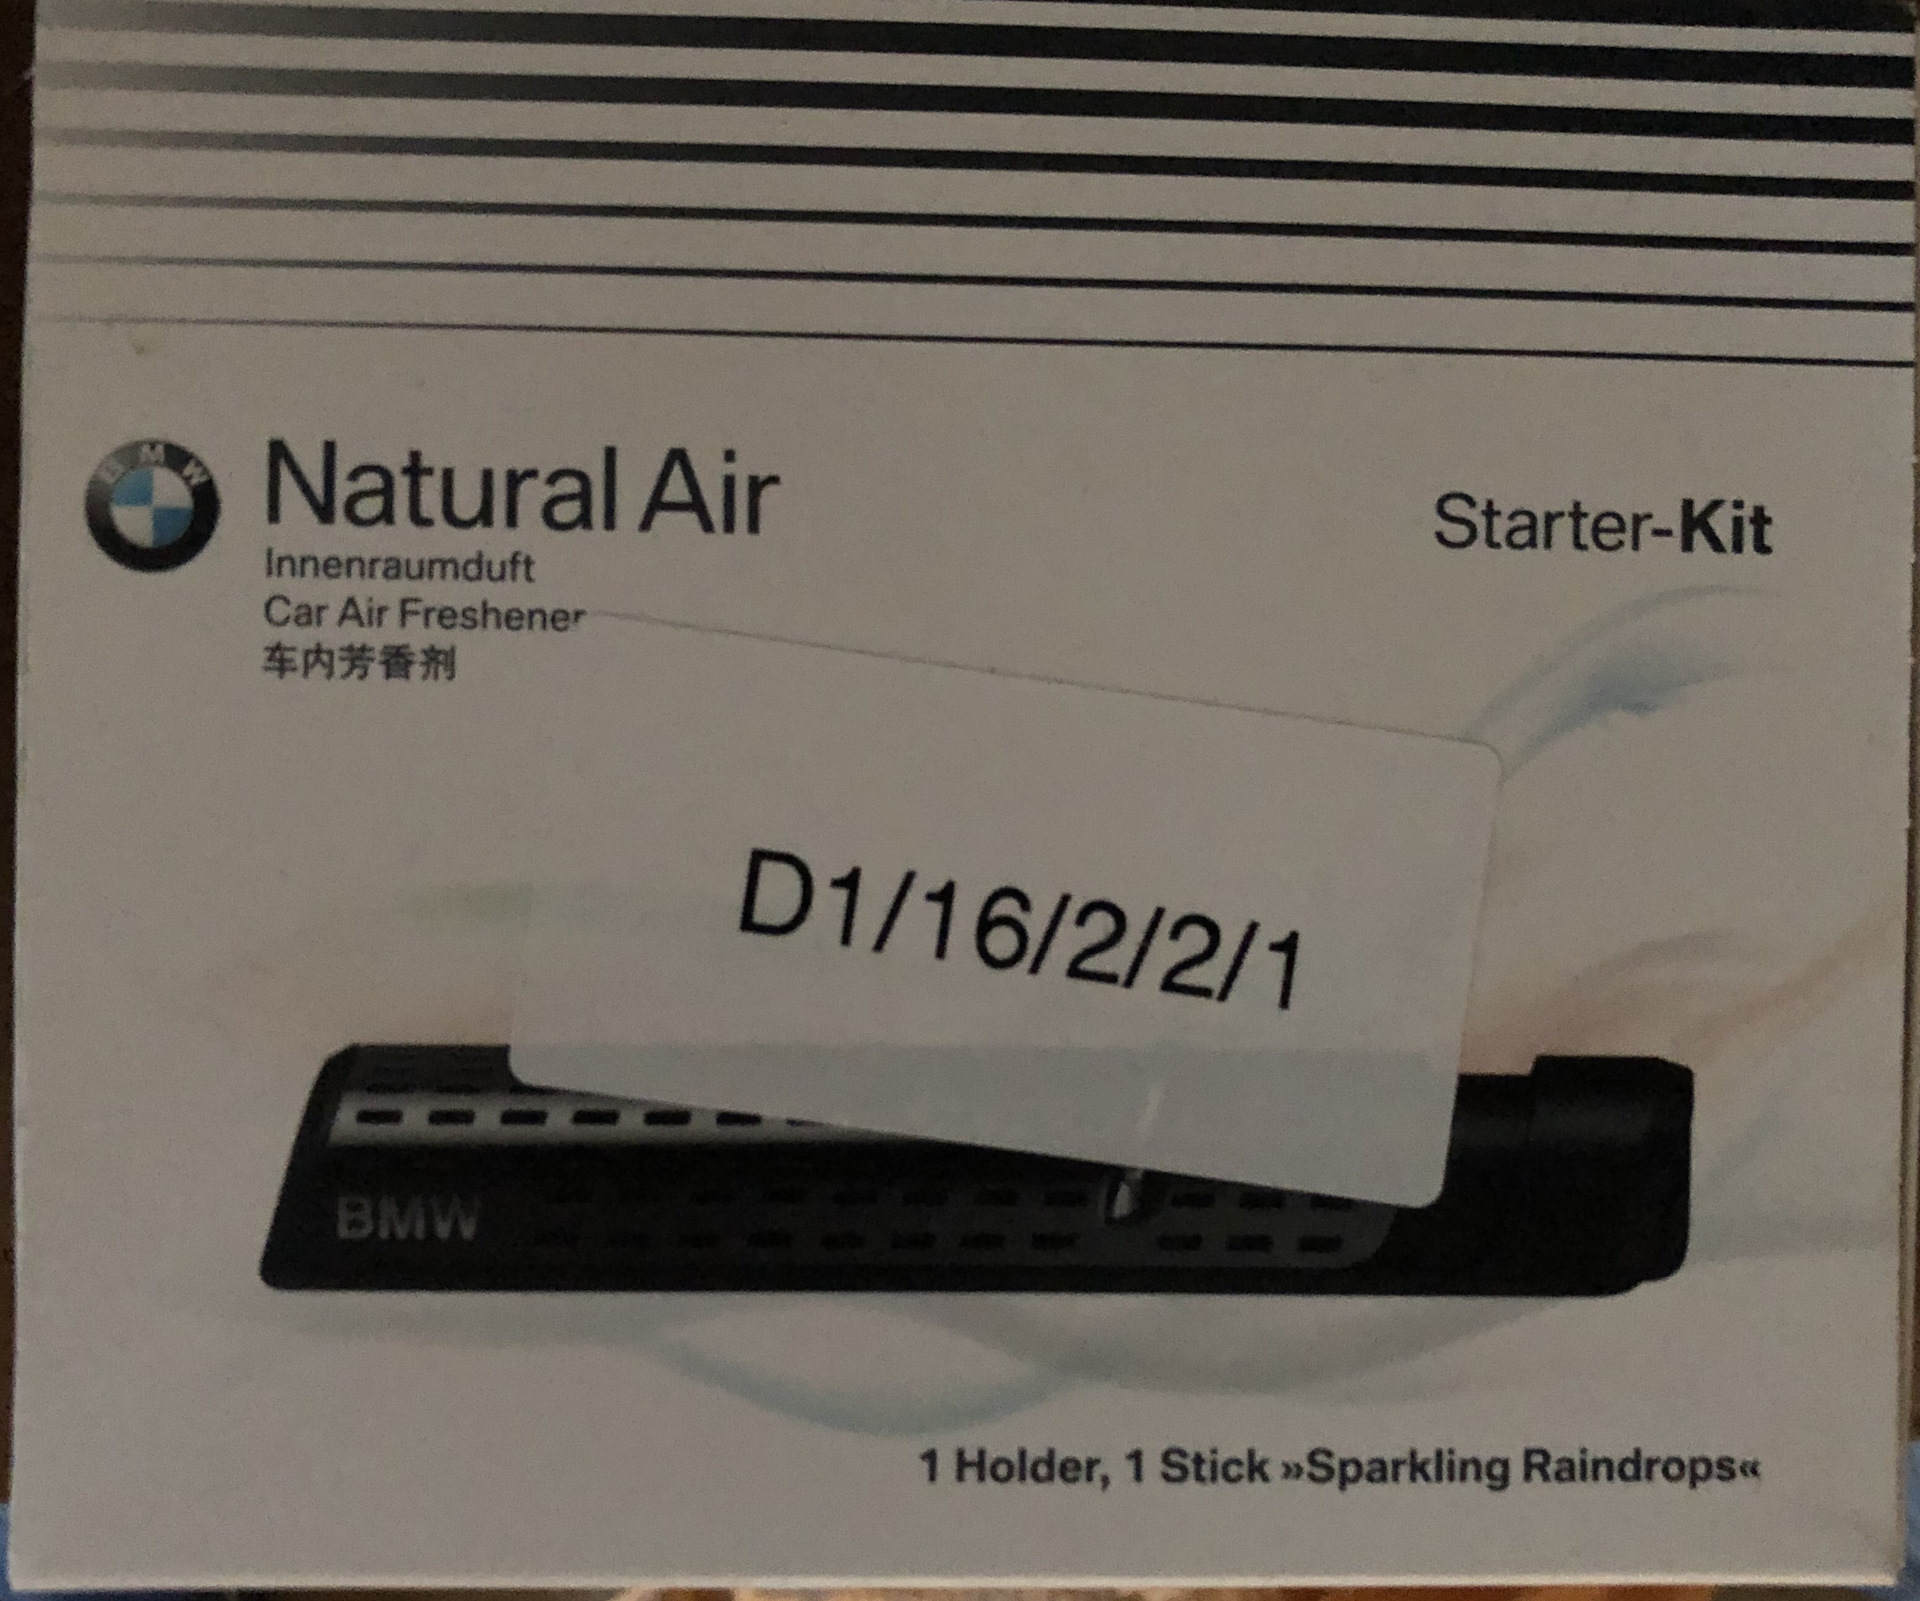 BMW
Natural Air
Starter-Kit
Innenraumduft
Car Air Freshener
车内芳香剂
D1/16/2/2/1
BMW
1 Holder, 1 Stick »Sparkling Raindrops«